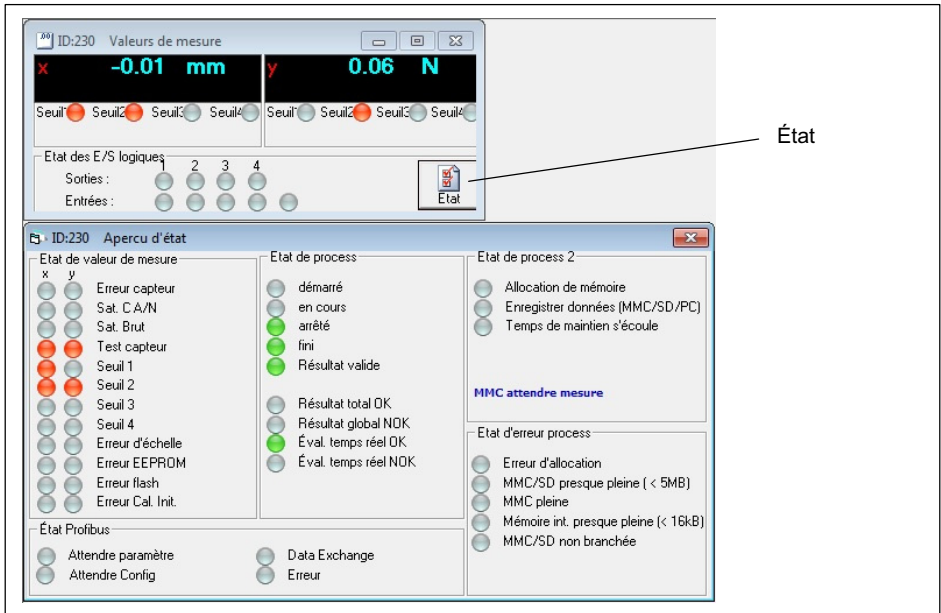 ID:230 Valeurs de mesure
x -0.01 mm y 0.06 N
Seuil1 Seuil2 Seuil3 Seuil4 Seuil1 Seuil2 Seuil3 Seuil4
Etat des E/S logiques
1 2 3 4
Sorties :
Entrées :
Etat
État
ID:230 Apercu d'état
Etat de valeur de mesure
x y
Erreur capteur
Sat. C A/N
Sat. Brut
Test capteur
Seuil 1
Seuil 2
Seuil 3
Seuil 4
Erreur d'échelle
Erreur EEPROM
Erreur flash
Erreur Cal. Init.
Etat de process
démarré
en cours
arrêté
fini
Résultat valide
Résultat total OK
Résultat global NOK
Éval. temps réel OK
Éval. temps réel NOK
Etat de process 2
Allocation de mémoire
Enregistrer données (MMC/SD/PC)
Temps de maintien s'écoule
MMC attendre mesure
Etat d'erreur process
Erreur d'allocation
MMC/SD presque pleine ( < 5MB)
MMC pleine
Mémoire int. presque pleine (< 16kB)
MMC/SD non branchée
État Profibus
Attendre paramètre
Attendre Config
Data Exchange
Erreur